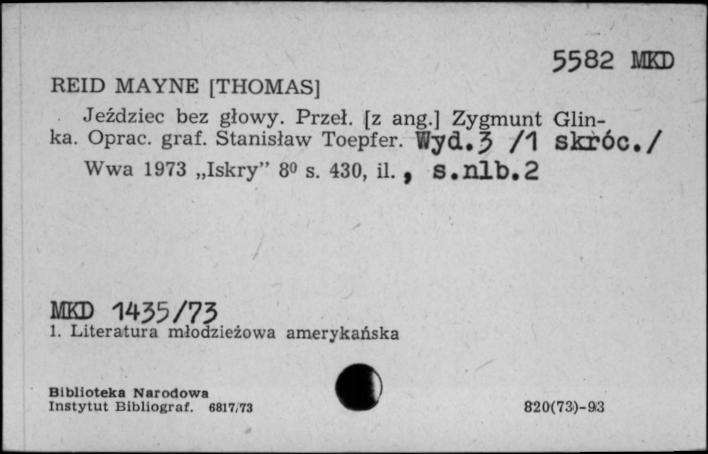 5582 MKD
REID MAYNE [THOMAS]
Jeździec bez głowy. Przeł. [z ang.] Zygmunt Glin-
ka. Oprac. graf. Stanisław Toepfer. Wyd.3 /1 skróc./
Wwa 1973 „Iskry” 8⁰ s. 430, il., s.nlb.2
MKD 1435/73
1. Literatura młodzieżowa amerykańska
Biblioteka Narodowa
Instytut Bibliograf. 6817/73
820(73)-93